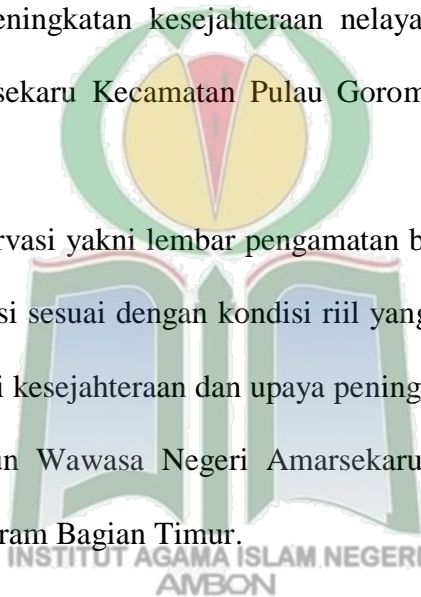 eningkatan kesejahteraan nelaya
sekaru Kecamatan Pulau Gorom
rvasi yakni lembar pengamatan b
si sesuai dengan kondisi riil yang
i kesejahteraan dan upaya pening
un Wawasa Negeri Amarsekaru
ram Bagian Timur.
INSTITUT AGAMA ISLAM NEGERI
AMBON